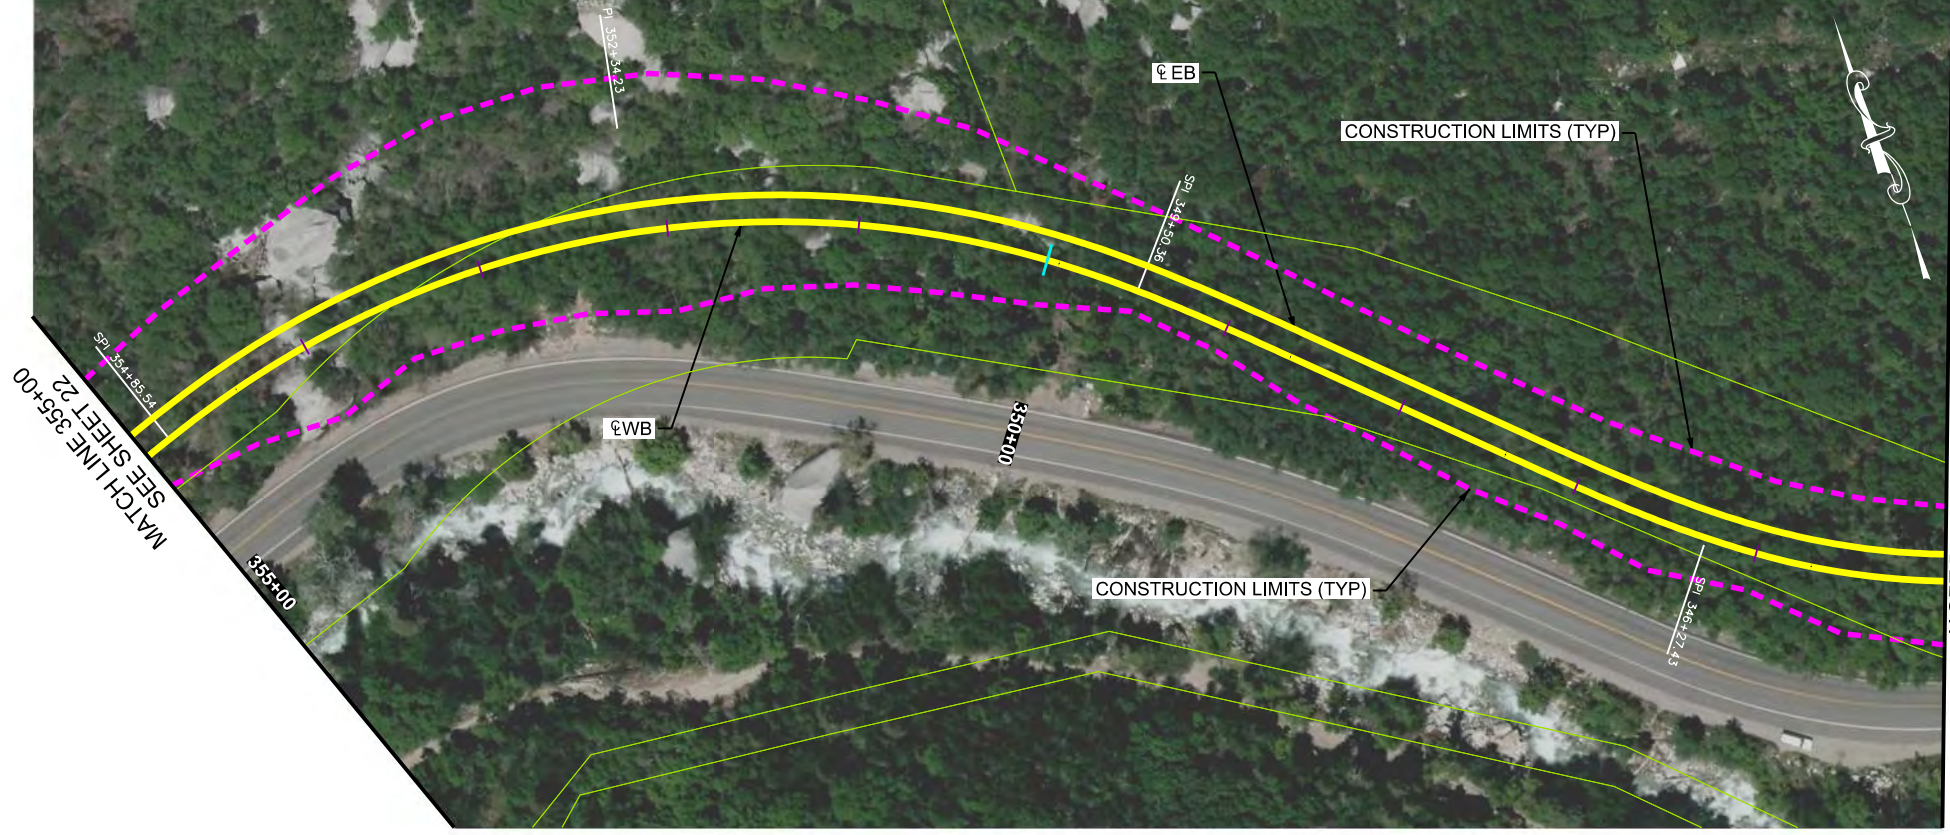 PI 352+34.23
℄ EB
CONSTRUCTION LIMITS (TYP)
SPI 349+50.36
SPI 354+85.54
MATCH LINE 355+00
SEE SHEET 22
℄ WB
350+00
355+00
CONSTRUCTION LIMITS (TYP)
SPI 346+27.43